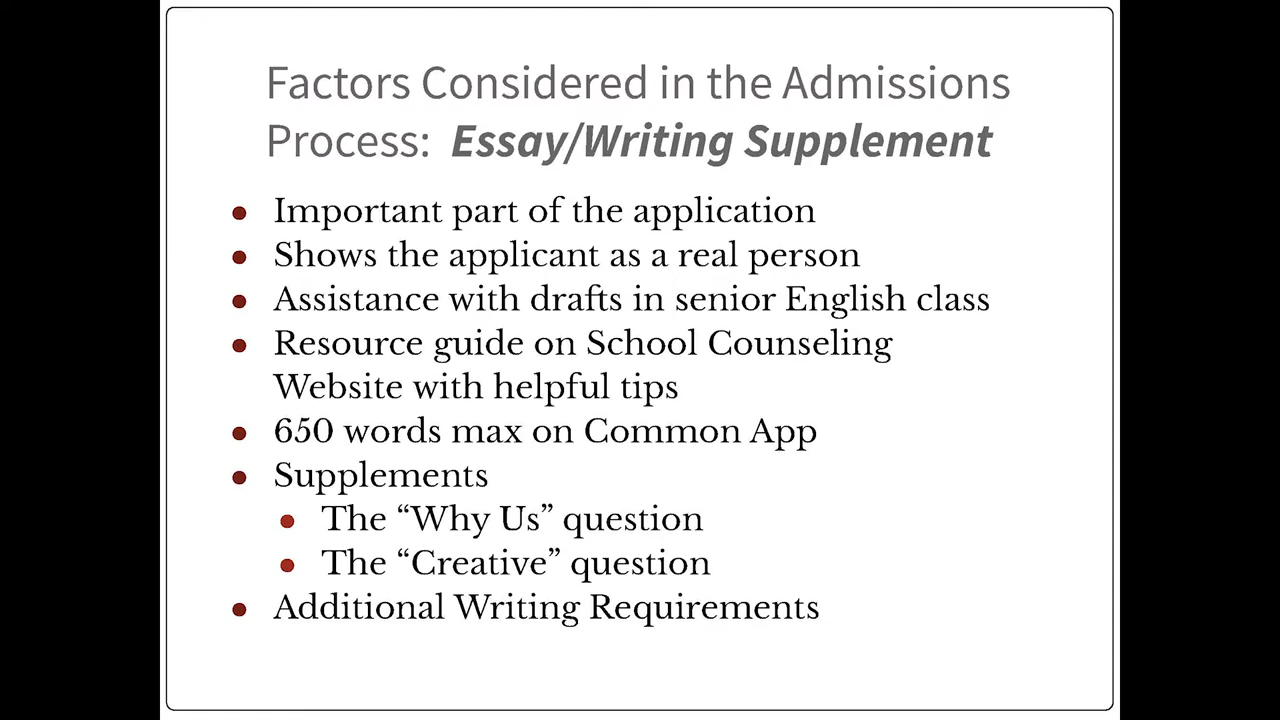 Factors Considered in the Admissions
Process: Essay/Writing Supplement
• Important part of the application
• Shows the applicant as a real person
• Assistance with drafts in senior English class
• Resource guide on School Counseling
Website with helpful tips
• 650 words max on Common App
• Supplements
• The “Why Us” question
• The “Creative” question
• Additional Writing Requirements